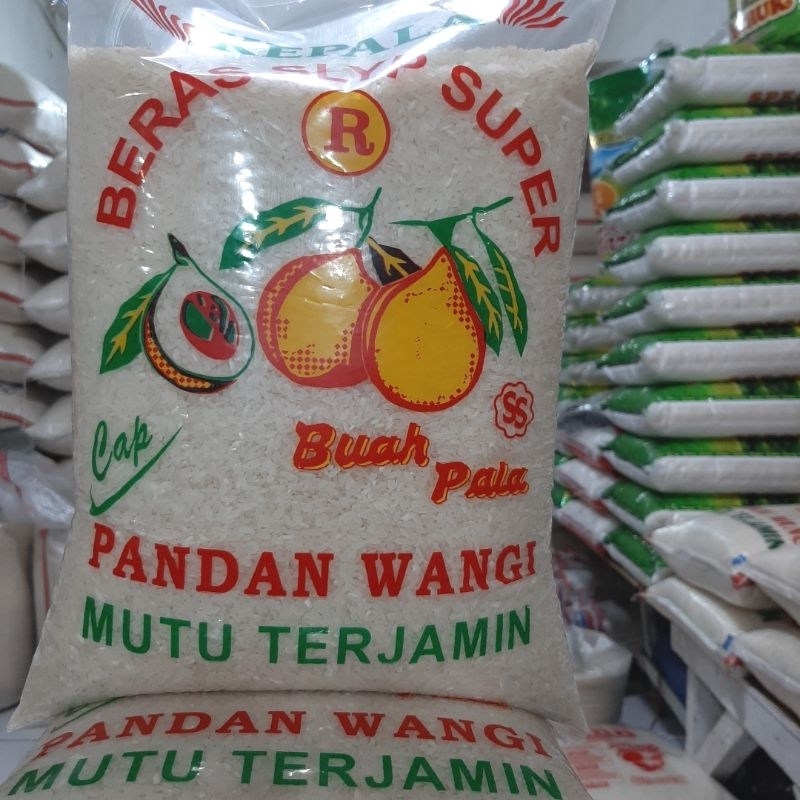 KEPALA
BERAS SLYP SUPER
R
SS
Cap
Buah
Pala
PANDAN WANGI
MUTU TERJAMIN
PANDAN WANGI
MUTU TERJAMIN